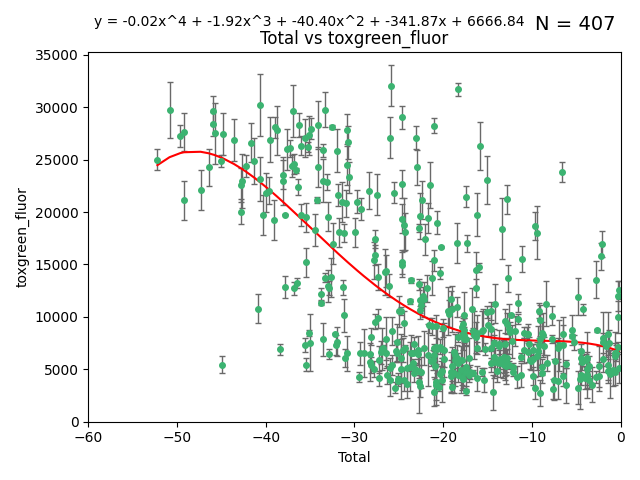 y = -0.02x^4 + -1.92x^3 + -40.40x^2 + -341.87x + 6666.84 N = 407
Total vs toxgreen_fluor
35000
30000
25000
20000
15000
10000
5000
0
toxgreen_fluor
−60 −50 −40 −30 −20 −10 0
Total